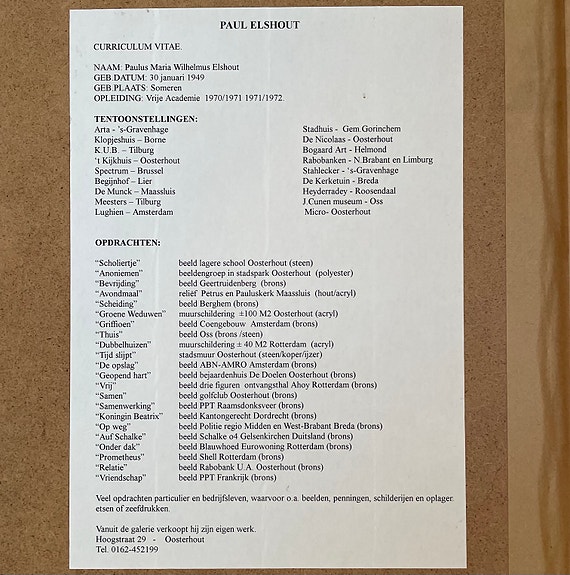 PAUL ELSHOUT
CURRICULUM VITAE.
NAAM: Paulus Maria Wilhelmus Elshout
GEB.DATUM: 30 januari 1949
GEB.PLAATS: Someren
OPLEIDING: Vrije Academie 1970/1971 1971/1972.
TENTOONSTELLINGEN:
Arta - 's-Gravenhage
Klopjeshuis – Borne
K.U.B. – Tilburg
't Kijkhuis – Oosterhout
Spectrum – Brussel
Begijnhof – Lier
De Munck – Maassluis
Meesters – Tilburg
Lughien – Amsterdam
Stadhuis - Gem.Gorinchem
De Nicolaas - Oosterhout
Bogaard Art - Helmond
Rabobanken - N.Brabant en Limburg
Stahlecker - 's-Gravenhage
De Kerketuin - Breda
Heyderradey - Roosendaal
J.Cunen museum - Oss
Micro- Oosterhout
OPDRACHTEN:
"Scholiertje" beeld lagere school Oosterhout (steen)
"Anoniemen" beeldengroep in stadspark Oosterhout (polyester)
"Bevrijding" beeld Geertruidenberg (brons)
"Avondmaal" reliëf Petrus en Pauluskerk Maassluis (hout/acryl)
"Scheiding" beeld Berghem (brons)
"Groene Weduwen" muurschildering ±100 M2 Oosterhout (acryl)
"Griffioen" beeld Coengebouw Amsterdam (brons)
"Thuis" beeld Oss (brons /steen)
"Dubbelhuizen" muurschildering ± 40 M2 Rotterdam (acryl)
"Tijd slijpt" stadsmuur Oosterhout (steen/koper/ijzer)
"De opslag" beeld ABN-AMRO Amsterdam (brons)
"Geopend hart" beeld bejaardenhuis De Doelen Oosterhout (brons)
"Vrij" beeld drie figuren ontvangsthal Ahoy Rotterdam (brons)
"Samen" beeld golfclub Oosterhout (brons)
"Samenwerking" beeld PPT Raamsdonksveer (brons)
"Koningin Beatrix" beeld Kantongerecht Dordrecht (brons)
"Op weg" beeld Politie regio Midden en West-Brabant Breda (brons)
"Auf Schalke" beeld Schalke o4 Gelsenkirchen Duitsland (brons)
"Onder dak" beeld Blauwhoed Eurowoning Rotterdam (brons)
"Prometheus" beeld Shell Rotterdam (brons)
"Relatie" beeld Rabobank U.A. Oosterhout (brons)
"Vriendschap" beeld PPT Frankrijk (brons)
Veel opdrachten particulier en bedrijfsleven, waarvoor o.a. beelden, penningen, schilderijen en oplager
etsen of zeefdrukken.
Vanuit de galerie verkoopt hij zijn eigen werk.
Hoogstraat 29 - Oosterhout
Tel. 0162-452199